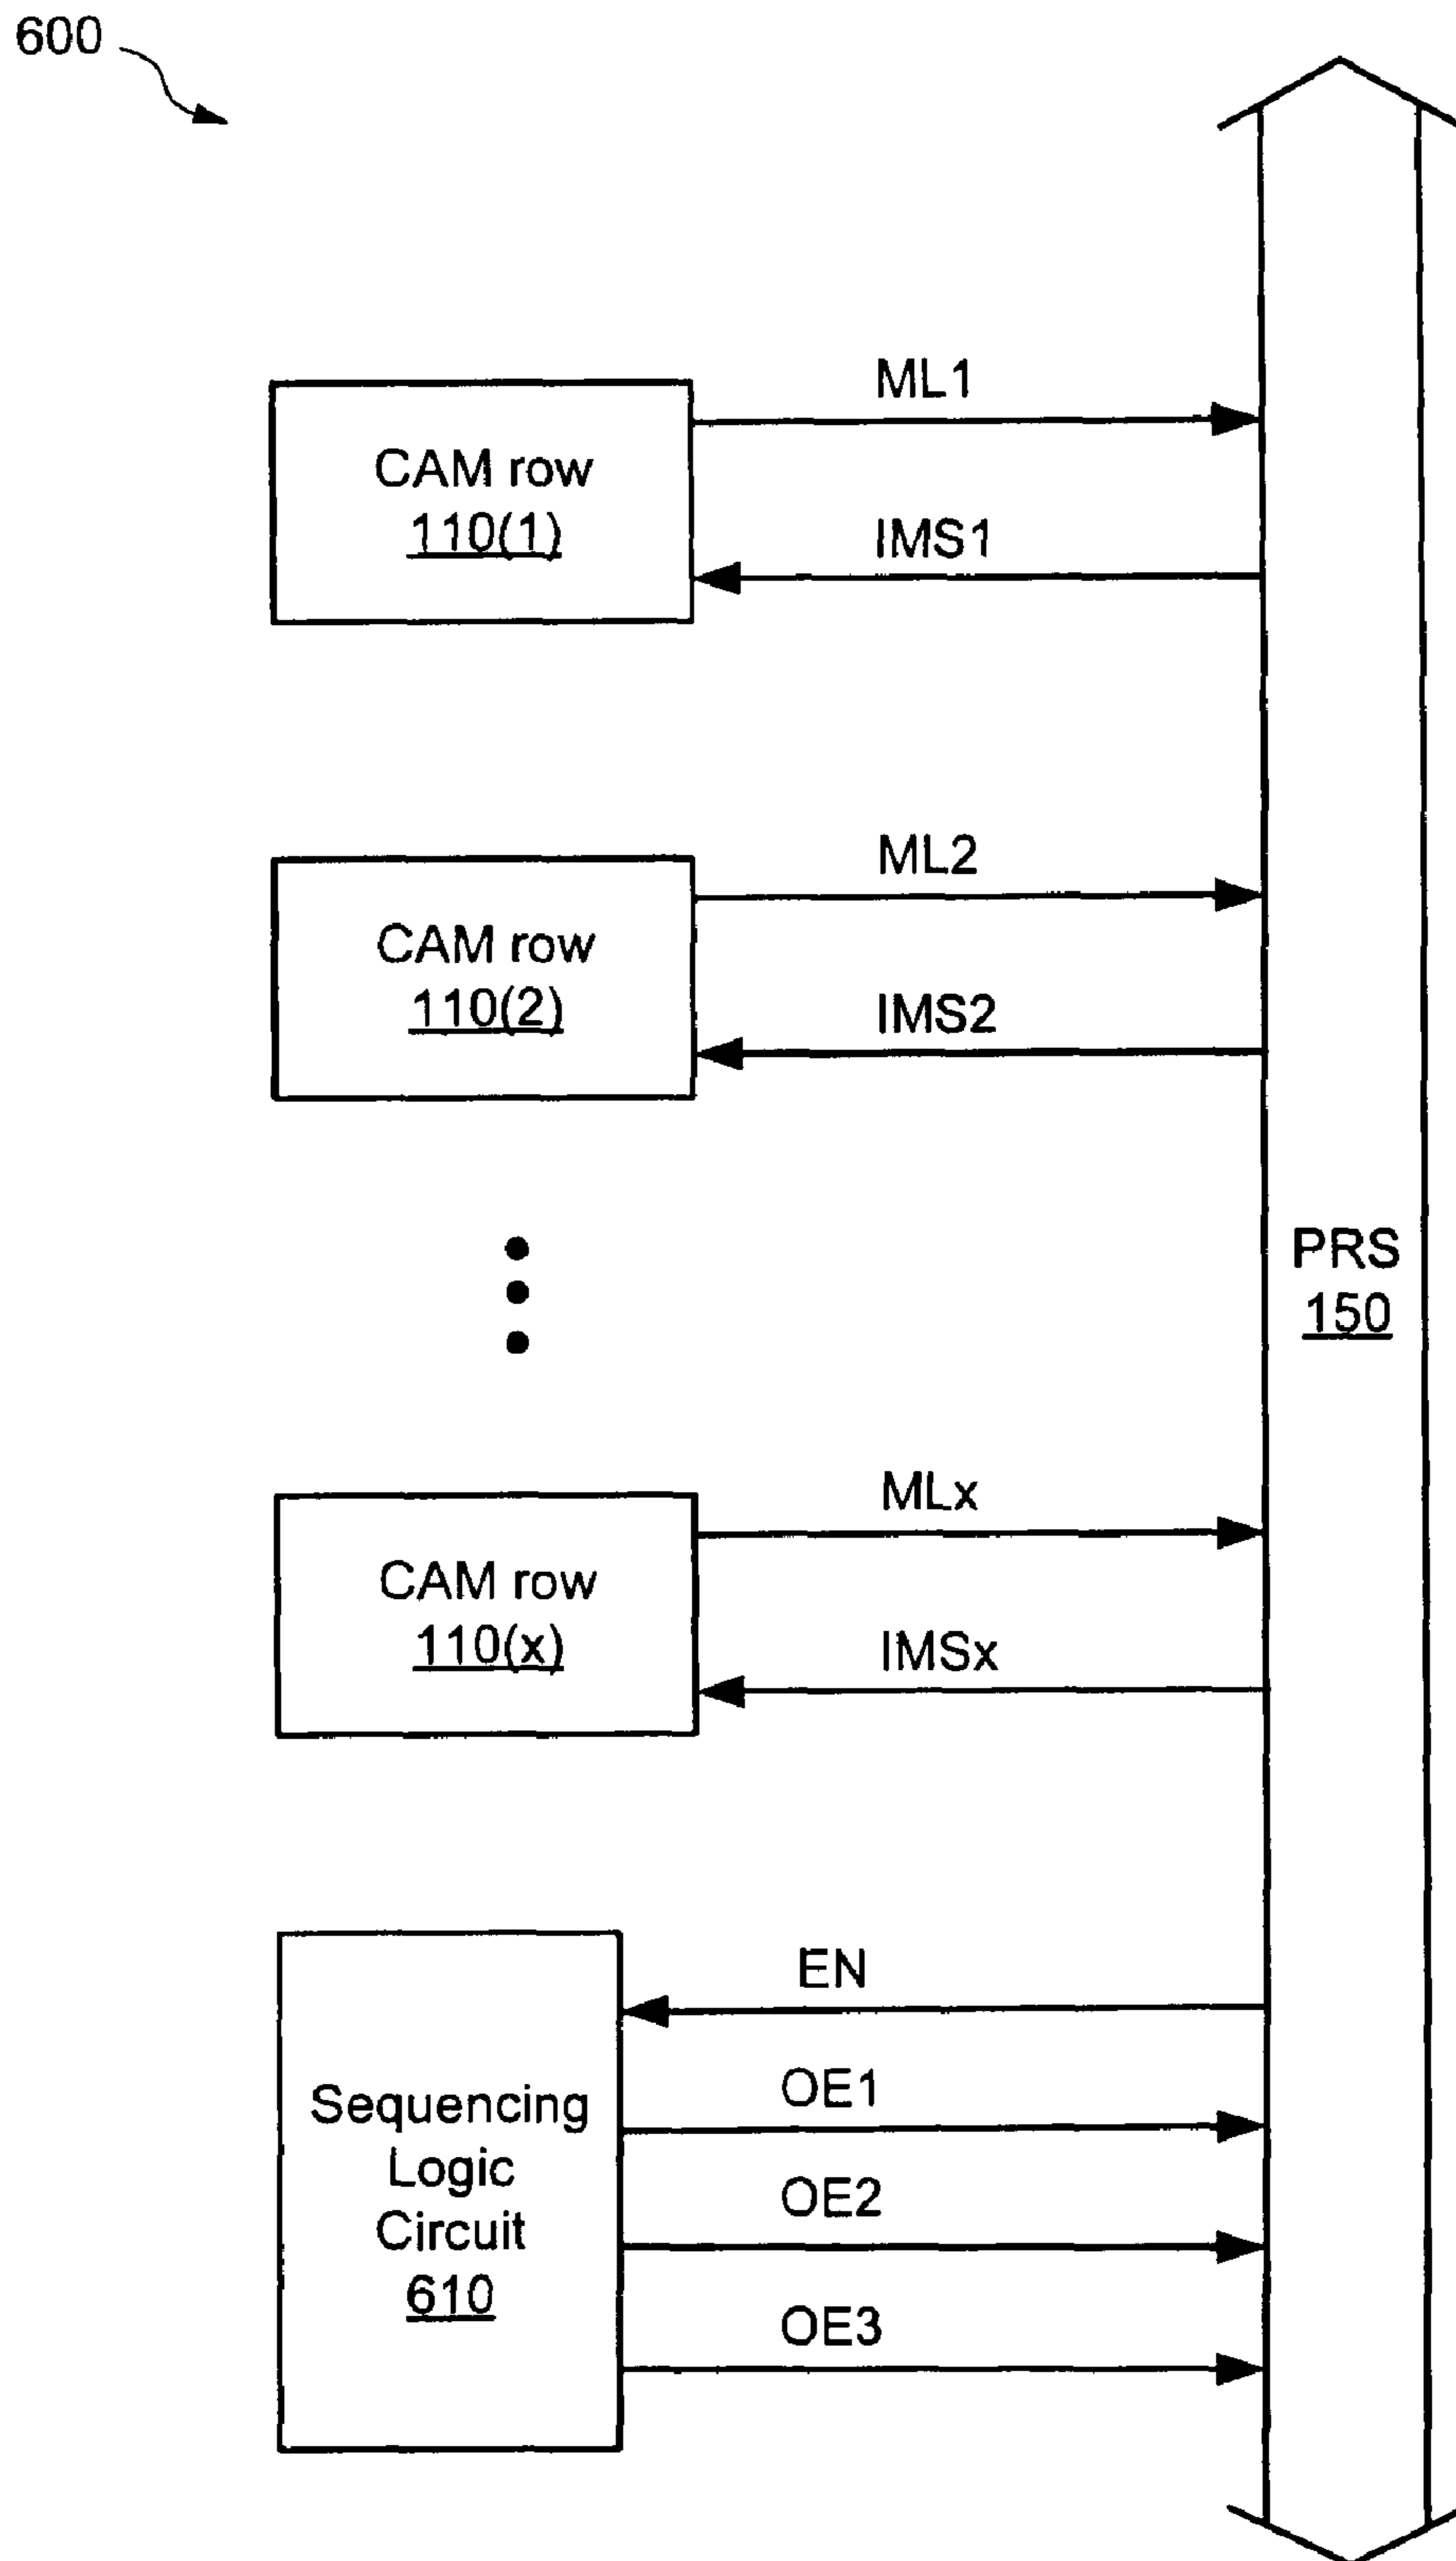 600
ML1
CAM row
110(1)
IMS1
ML2
CAM row
110(2)
IMS2
PRS
150
MLx
CAM row
110(x)
IMSx
EN
Sequencing
Logic
Circuit
610
OE1
OE2
OE3